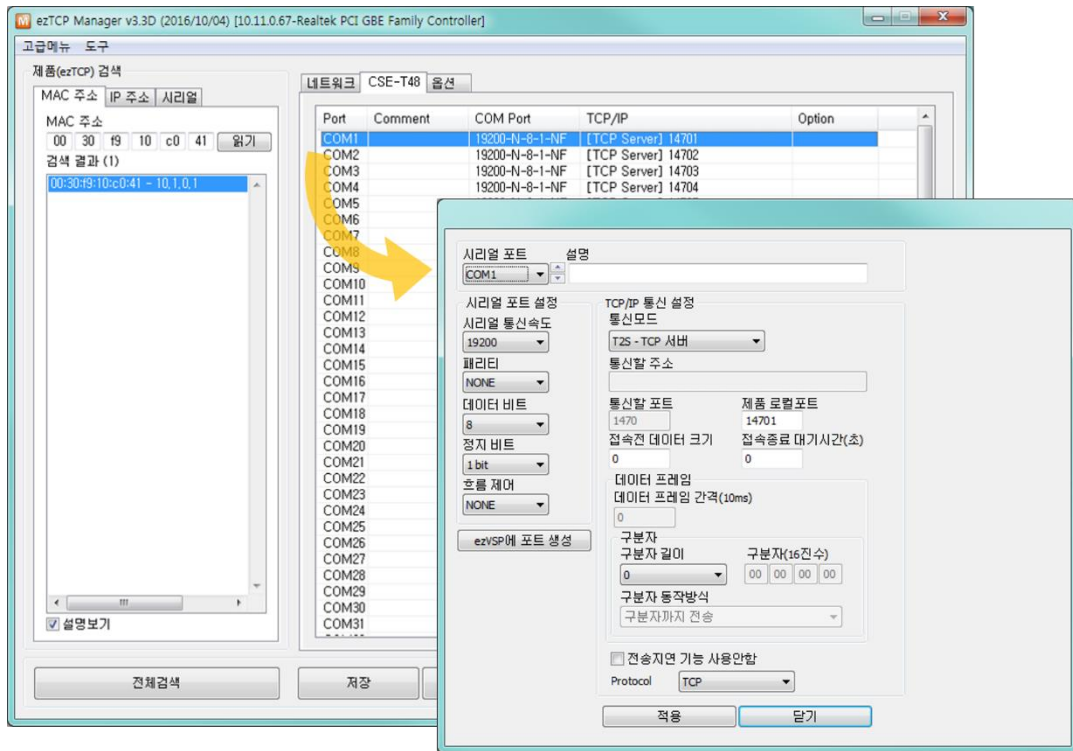 ezTCP Manager v3.3D (2016/10/04) [10.11.0.67-Realtek PCI GBE Family Controller]
고급메뉴 도구
제품(ezTCP) 검색
MAC 주소 IP 주소 시리얼
MAC 주소
00 30 f9 10 c0 41 읽기
검색 결과 (1)
00:30:f9:10:c0:41 - 10.1.0.1
설명보기
전체검색
네트워크 CSE-T48 옵션
Port Comment COM Port TCP/IP Option
COM1 19200-N-8-1-NF [TCP Server] 14701
COM2 19200-N-8-1-NF [TCP Server] 14702
COM3 19200-N-8-1-NF [TCP Server] 14703
COM4 19200-N-8-1-NF [TCP Server] 14704
COM5
COM6
COM7
COM8
COM9
COM10
COM11
COM12
COM13
COM14
COM15
COM16
COM17
COM18
COM19
COM20
COM21
COM22
COM23
COM24
COM25
COM26
COM27
COM28
COM29
COM30
COM31
저장
시리얼 포트 설명
COM1
시리얼 포트 설정
시리얼 통신속도
19200
패리티
NONE
데이터 비트
8
정지 비트
1 bit
흐름 제어
NONE
ezVSP에 포트 생성
TCP/IP 통신 설정
통신모드
T2S - TCP 서버
통신할 주소
통신할 포트 제품 로컬포트
1470 14701
접속전 데이터 크기 접속종료 대기시간(초)
0 0
데이터 프레임
데이터 프레임 간격(10ms)
0
구분자
구분자 길이 구분자(16진수)
0 00 00 00 00
구분자 동작방식
구분자까지 전송
전송지연 기능 사용안함
Protocol TCP
적용 닫기